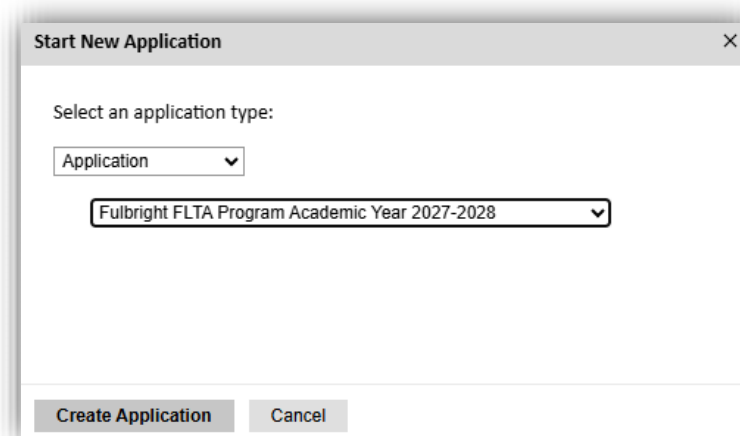 Start New Application
Select an application type:
Application
Fulbright FLTA Program Academic Year 2027-2028
Create Application Cancel